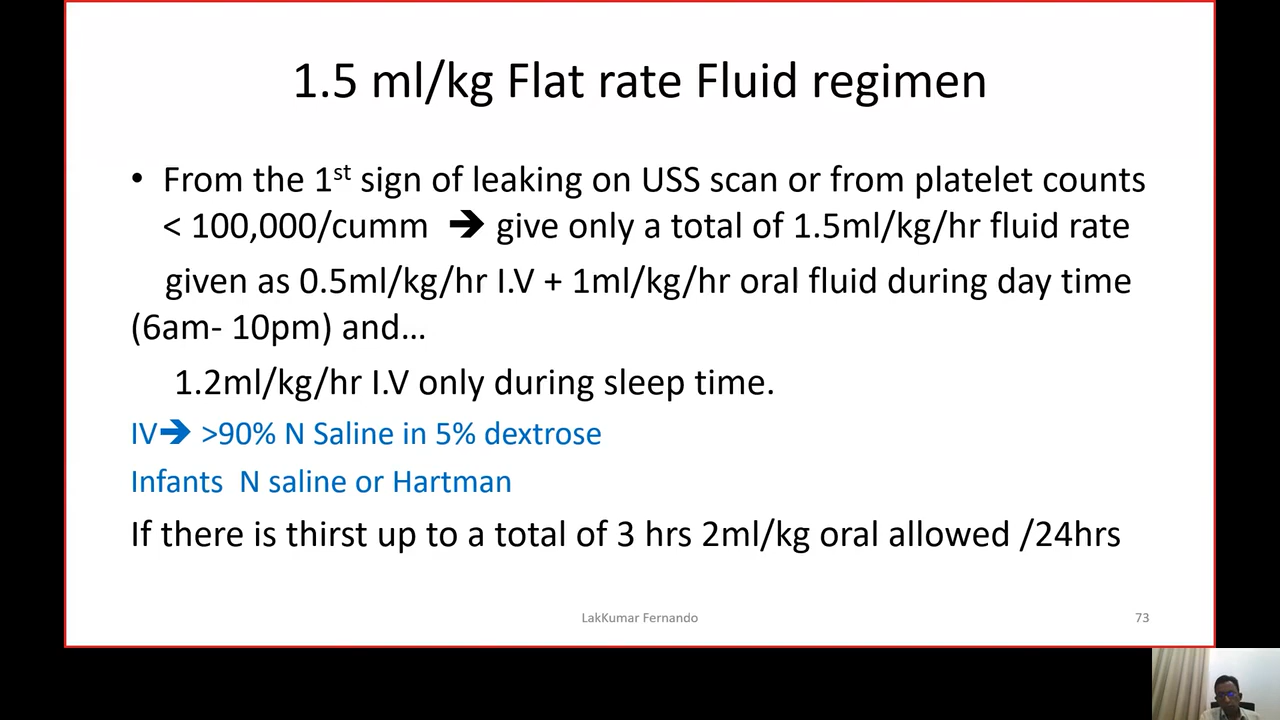 1.5 ml/kg Flat rate Fluid regimen
• From the 1st sign of leaking on USS scan or from platelet counts
< 100,000/cumm ➔ give only a total of 1.5ml/kg/hr fluid rate
given as 0.5ml/kg/hr I.V + 1ml/kg/hr oral fluid during day time
(6am- 10pm) and…
1.2ml/kg/hr I.V only during sleep time.
IV➔ >90% N Saline in 5% dextrose
Infants N saline or Hartman
If there is thirst up to a total of 3 hrs 2ml/kg oral allowed /24hrs
LakKumar Fernando
73